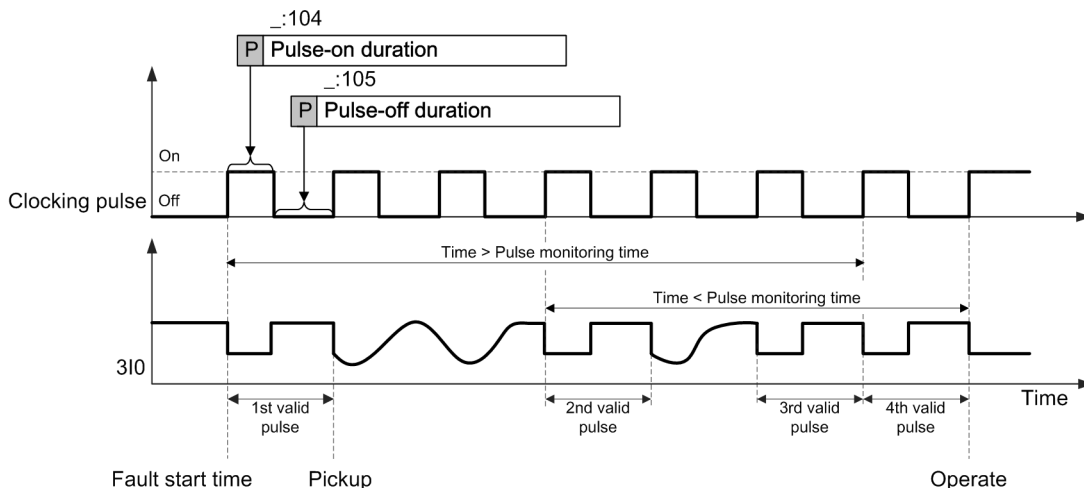 _:104
P Pulse-on duration
_:105
P Pulse-off duration
On
Clocking pulse
Off
Time > Pulse monitoring time
Time < Pulse monitoring time
3I0
Time
1st valid
pulse
2nd valid
pulse
3rd valid
pulse
4th valid
pulse
Fault start time
Pickup
Operate